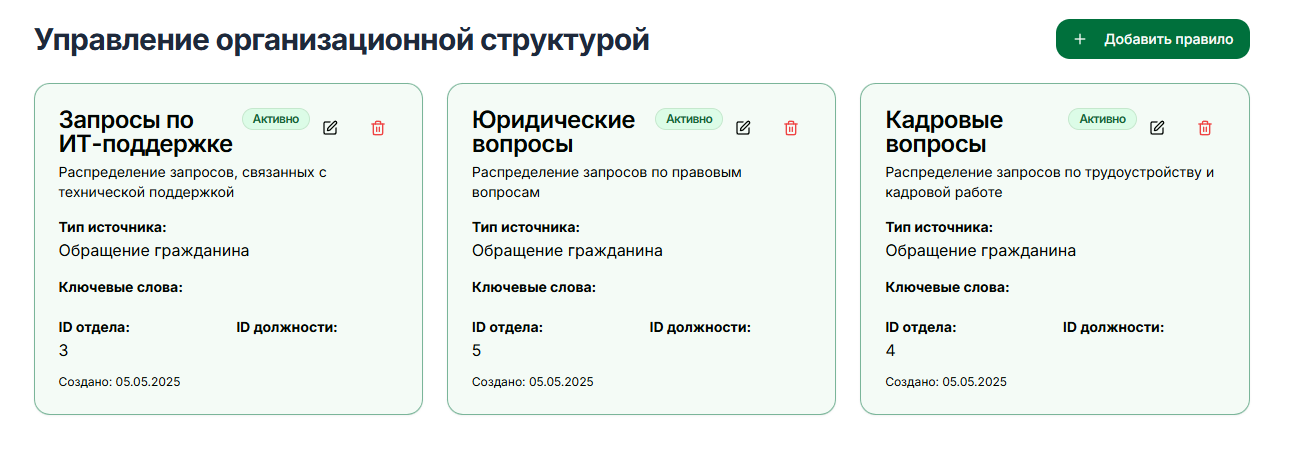 Управление организационной структурой
Добавить правило
Запросы по
ИТ-поддержке
Активно
Распределение запросов, связанных с
технической поддержкой
Тип источника:
Обращение гражданина
Ключевые слова:
ID отдела:
ID должности:
3
Создано: 05.05.2025
Юридические
вопросы
Активно
Распределение запросов по правовым
вопросам
Тип источника:
Обращение гражданина
Ключевые слова:
ID отдела:
ID должности:
5
Создано: 05.05.2025
Кадровые
вопросы
Активно
Распределение запросов по трудоустройству и
кадровой работе
Тип источника:
Обращение гражданина
Ключевые слова:
ID отдела:
ID должности:
4
Создано: 05.05.2025